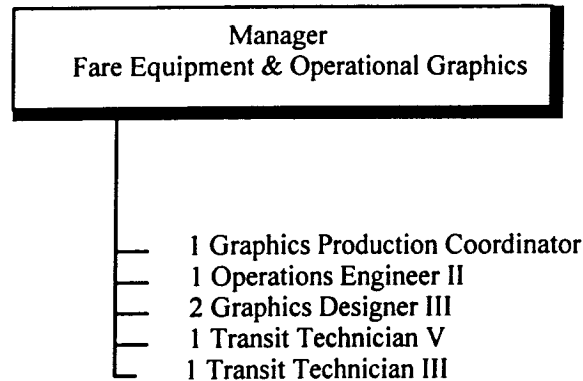 Manager
Fare Equipment & Operational Graphics
1 Graphics Production Coordinator
1 Operations Engineer II
2 Graphics Designer III
1 Transit Technician V
1 Transit Technician III